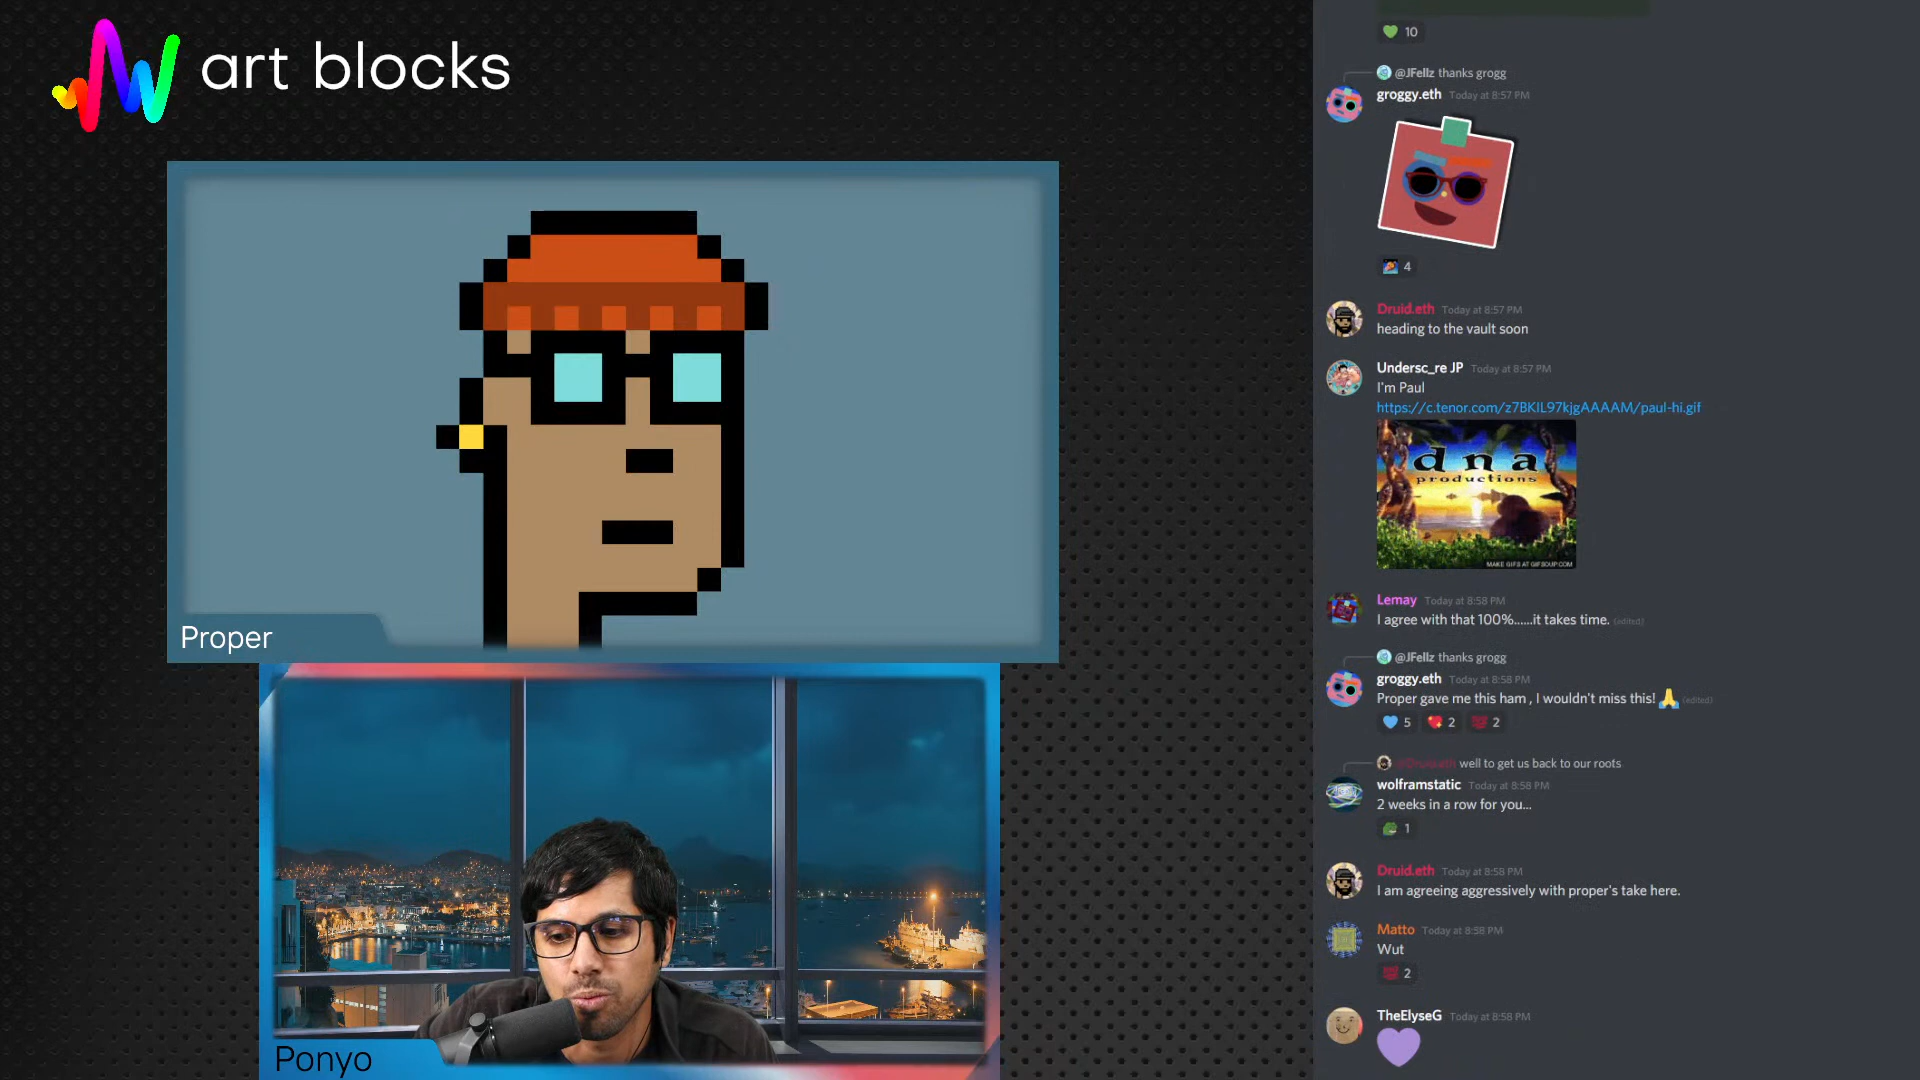 art blocks
Proper
Ponyo
10
@JFellz thanks grogg
groggy.eth Today at 8:57 PM
4
Druid.eth Today at 8:57 PM
heading to the vault soon
Undersc_re JP Today at 8:57 PM
I'm Paul
https://c.tenor.com/z7BKIL97kjgAAAAM/paul-hi.gif
dna
productions
MAKE GIFS AT GIFSOUP.COM
Lemay Today at 8:58 PM
I agree with that 100%......it takes time. (edited)
@JFellz thanks grogg
groggy.eth Today at 8:58 PM
Proper gave me this ham , I wouldn't miss this! 🙏 (edited)
5 2 2
@Druid.eth well to get us back to our roots
wolframstatic Today at 8:58 PM
2 weeks in a row for you...
1
Druid.eth Today at 8:58 PM
I am agreeing aggressively with proper's take here.
Matto Today at 8:58 PM
Wut
2
TheElyseG Today at 8:58 PM